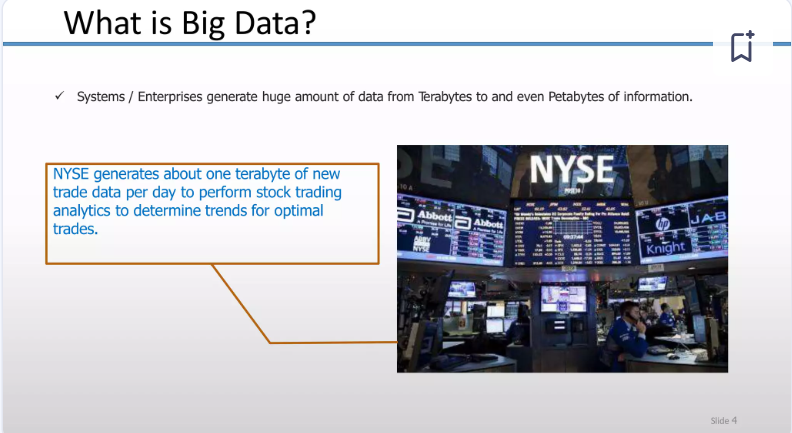 What is Big Data?
✓ Systems / Enterprises generate huge amount of data from Terabytes to and even Petabytes of information.
NYSE generates about one terabyte of new
trade data per day to perform stock trading
analytics to determine trends for optimal
trades.
NYSE
Abbott
Abbott
hp
JAB
Knight
Slide 4